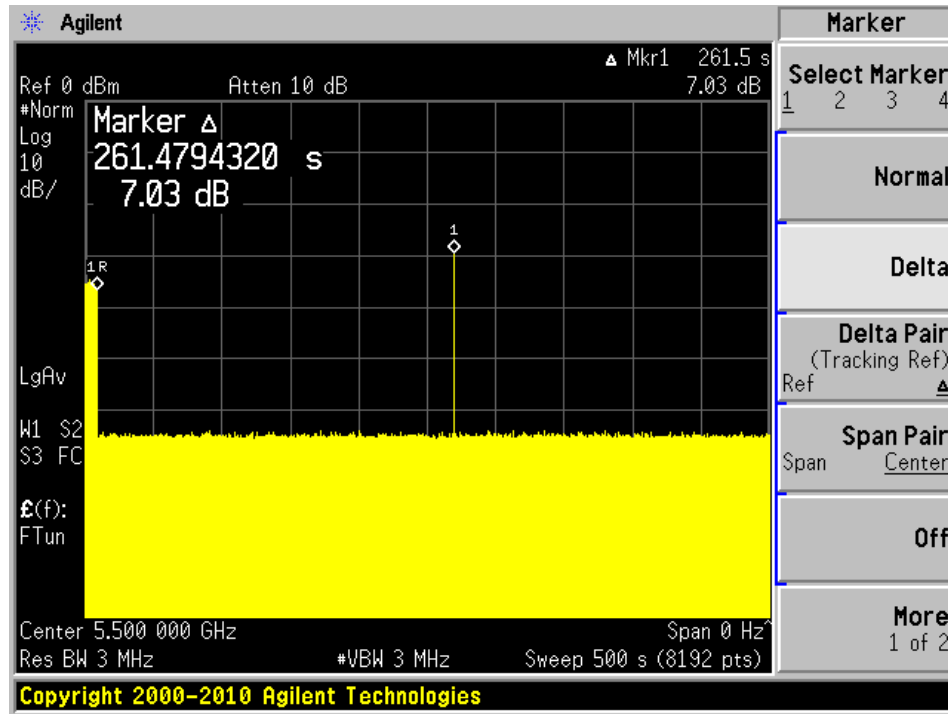 Agilent
Marker
Δ Mkr1 261.5 s
Ref 0 dBm Atten 10 dB 7.03 dB
#Norm
Log
10
dB/
Marker Δ
261.4794320 s
7.03 dB
1
1R
LgAv
W1 S2
S3 FC
£(f):
FTun
Center 5.500 000 GHz Span 0 Hz^
Res BW 3 MHz #VBW 3 MHz Sweep 500 s (8192 pts)
Select Marker
1 2 3 4
Normal
Delta
Delta Pair
(Tracking Ref)
Ref Δ
Span Pair
Span Center
Off
More
1 of 2
Copyright 2000-2010 Agilent Technologies